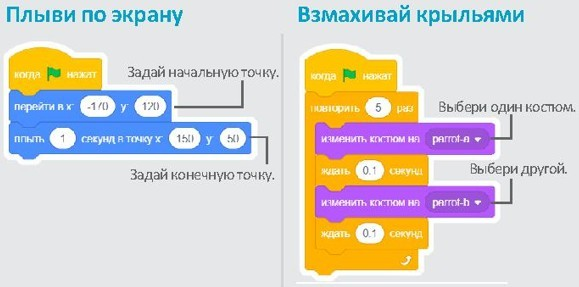 Плыви по экрану
когда нажат
Задай начальную точку.
перейти в x: -170 y: 120
плыть 1 секунд в точку x: 150 y: 50
Задай конечную точку.
Взмахивай крыльями
когда нажат
повторить 5 раз
Выбери один костюм.
изменить костюм на parrot-a
ждать 0.1 секунд
Выбери другой.
изменить костюм на parrot-b
ждать 0.1 секунд